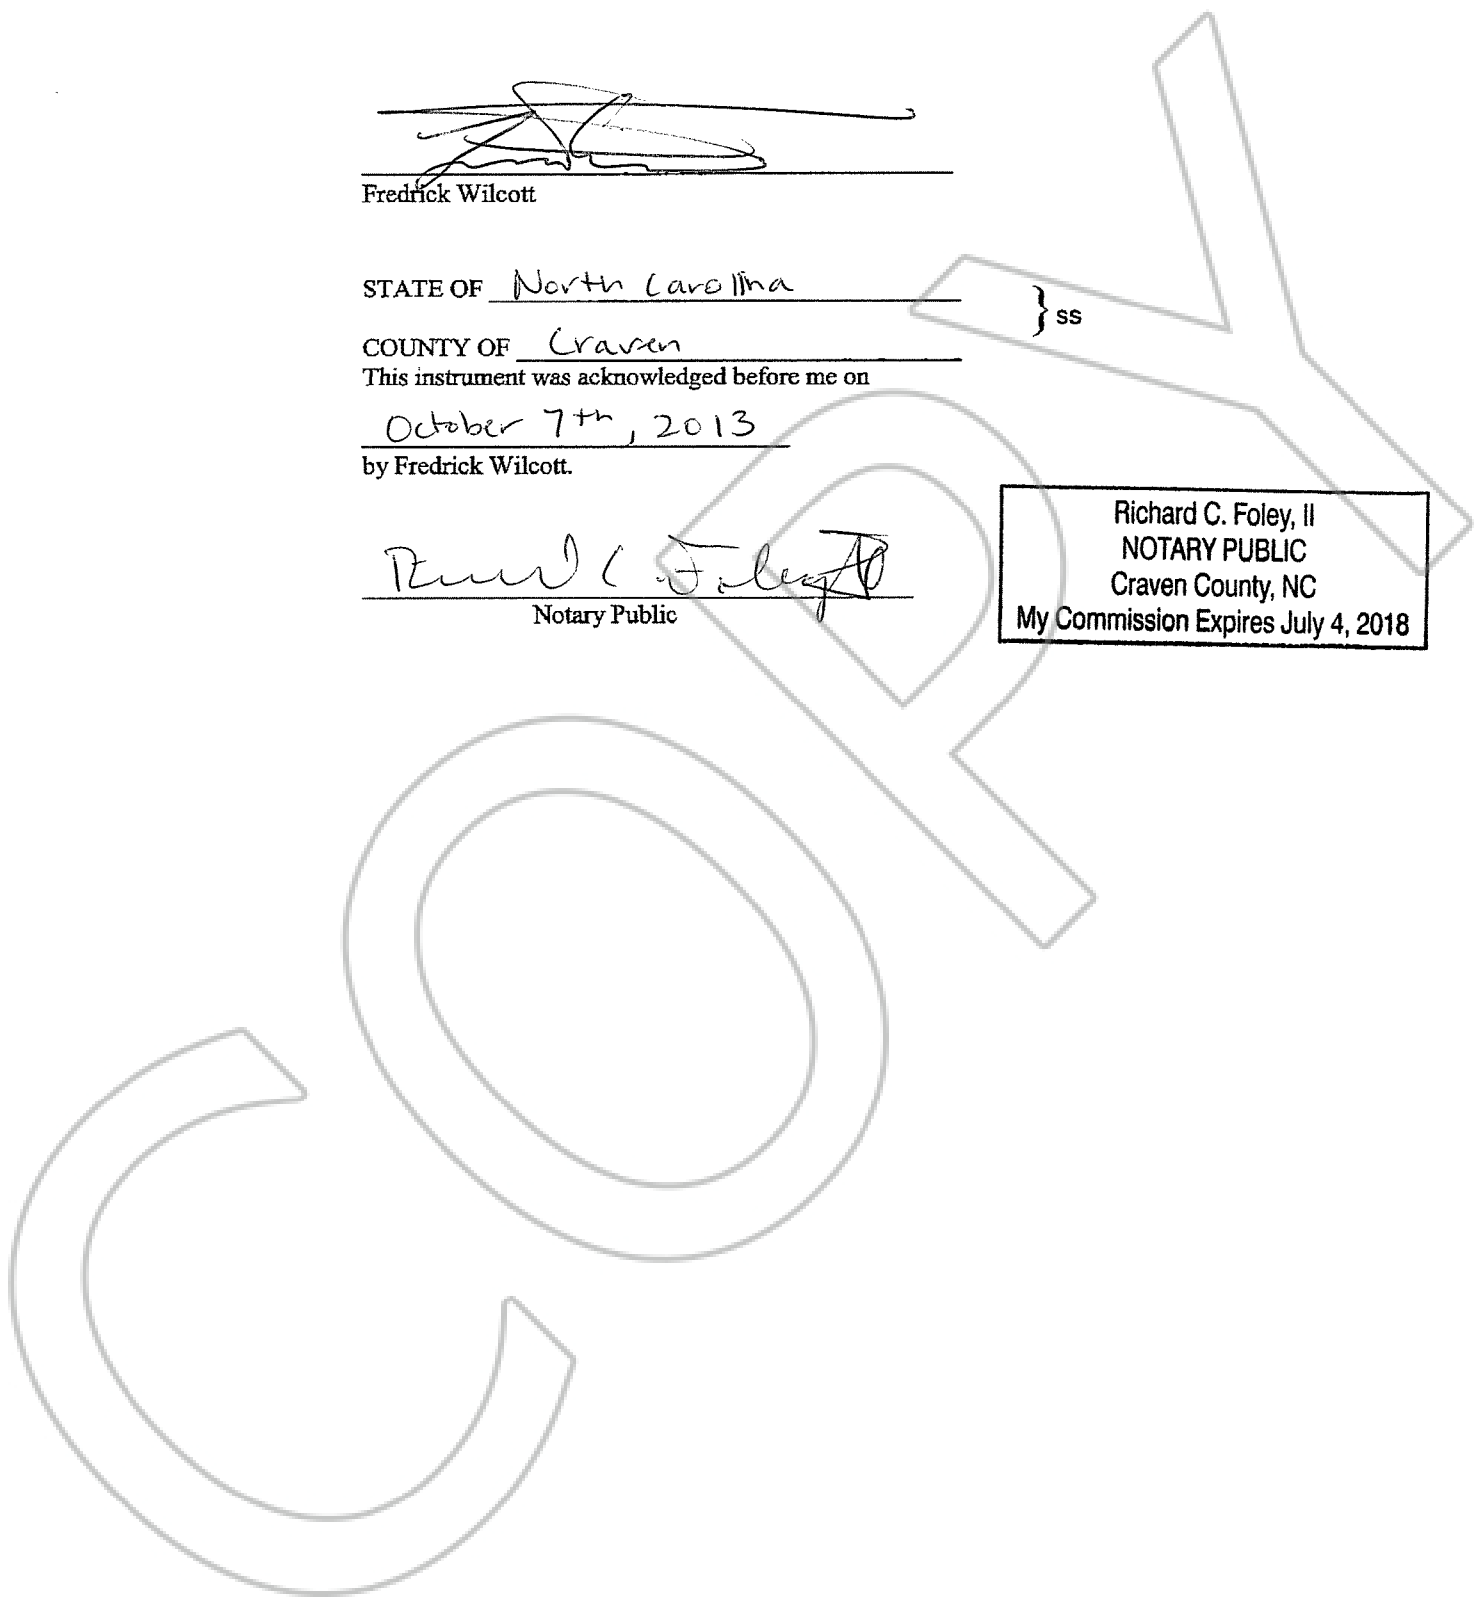 Fredrick Wilcott
STATE OF North Carolina
} ss
COUNTY OF Craven
This instrument was acknowledged before me on
October 7th, 2013
by Fredrick Wilcott.
Richard C. Foley, II
NOTARY PUBLIC
Craven County, NC
My Commission Expires July 4, 2018
Notary Public
COPY